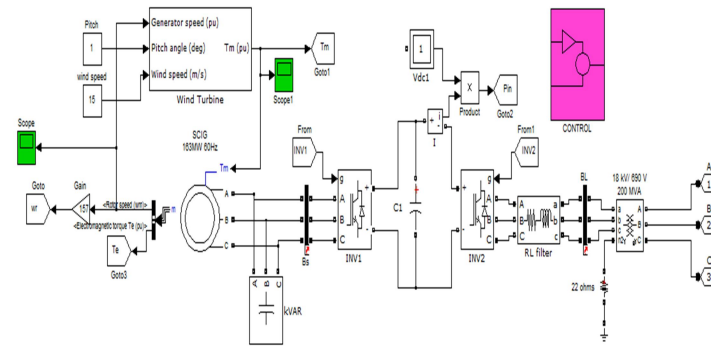 Pitch
1
wind speed
15
Generator speed (pu)
Pitch angle (deg)
Wind speed (m/s)
Tm (pu)
Wind Turbine
Tm
Goto1
Scope1
Scope
SCIG
163MW 60Hz
Tm
Goto
wr
Gain
157
<Rotor speed (wm)>
<Electromagnetic torque Te (pu)>
m
Te
Goto3
A
B
C
A B C
kVAR
Bs
From
INV1
g
A
B
C
+
-
INV1
C1
+
1
Vdc1
+ i
-
I
X
Product
Pin
Goto2
From1
INV2
+
-
g
A
B
C
INV2
A a
B b
C c
RL filter
BL
18 kV/ 690 V
200 MVA
a A
b B
c C
n2
22 ohms
A
1
B
2
C
3
CONTROL